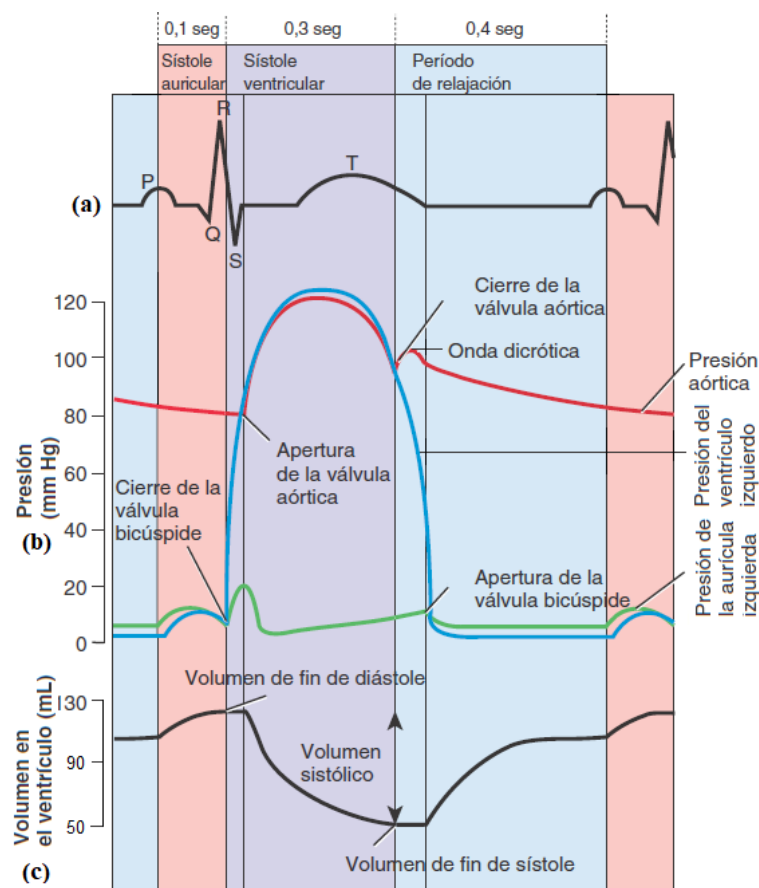 0,1 seg
0,3 seg
0,4 seg
Sístole
auricular
Sístole
ventricular
Período
de relajación
R
P
T
(a)
Q
S
120
100
80
60
40
20
0
Presión
(mm Hg)
(b)
Cierre de la
válvula aórtica
Onda dicrótica
Presión
aórtica
Apertura
de la válvula
aórtica
Cierre de la
válvula
bicúspide
Presión del
ventrículo
izquierdo
Apertura de la
válvula bicúspide
Presión de
la aurícula
izquierda
Volumen en
el ventrículo (mL)
130
90
50
Volumen de fin de diástole
Volumen
sistólico
Volumen de fin de sístole
(c)